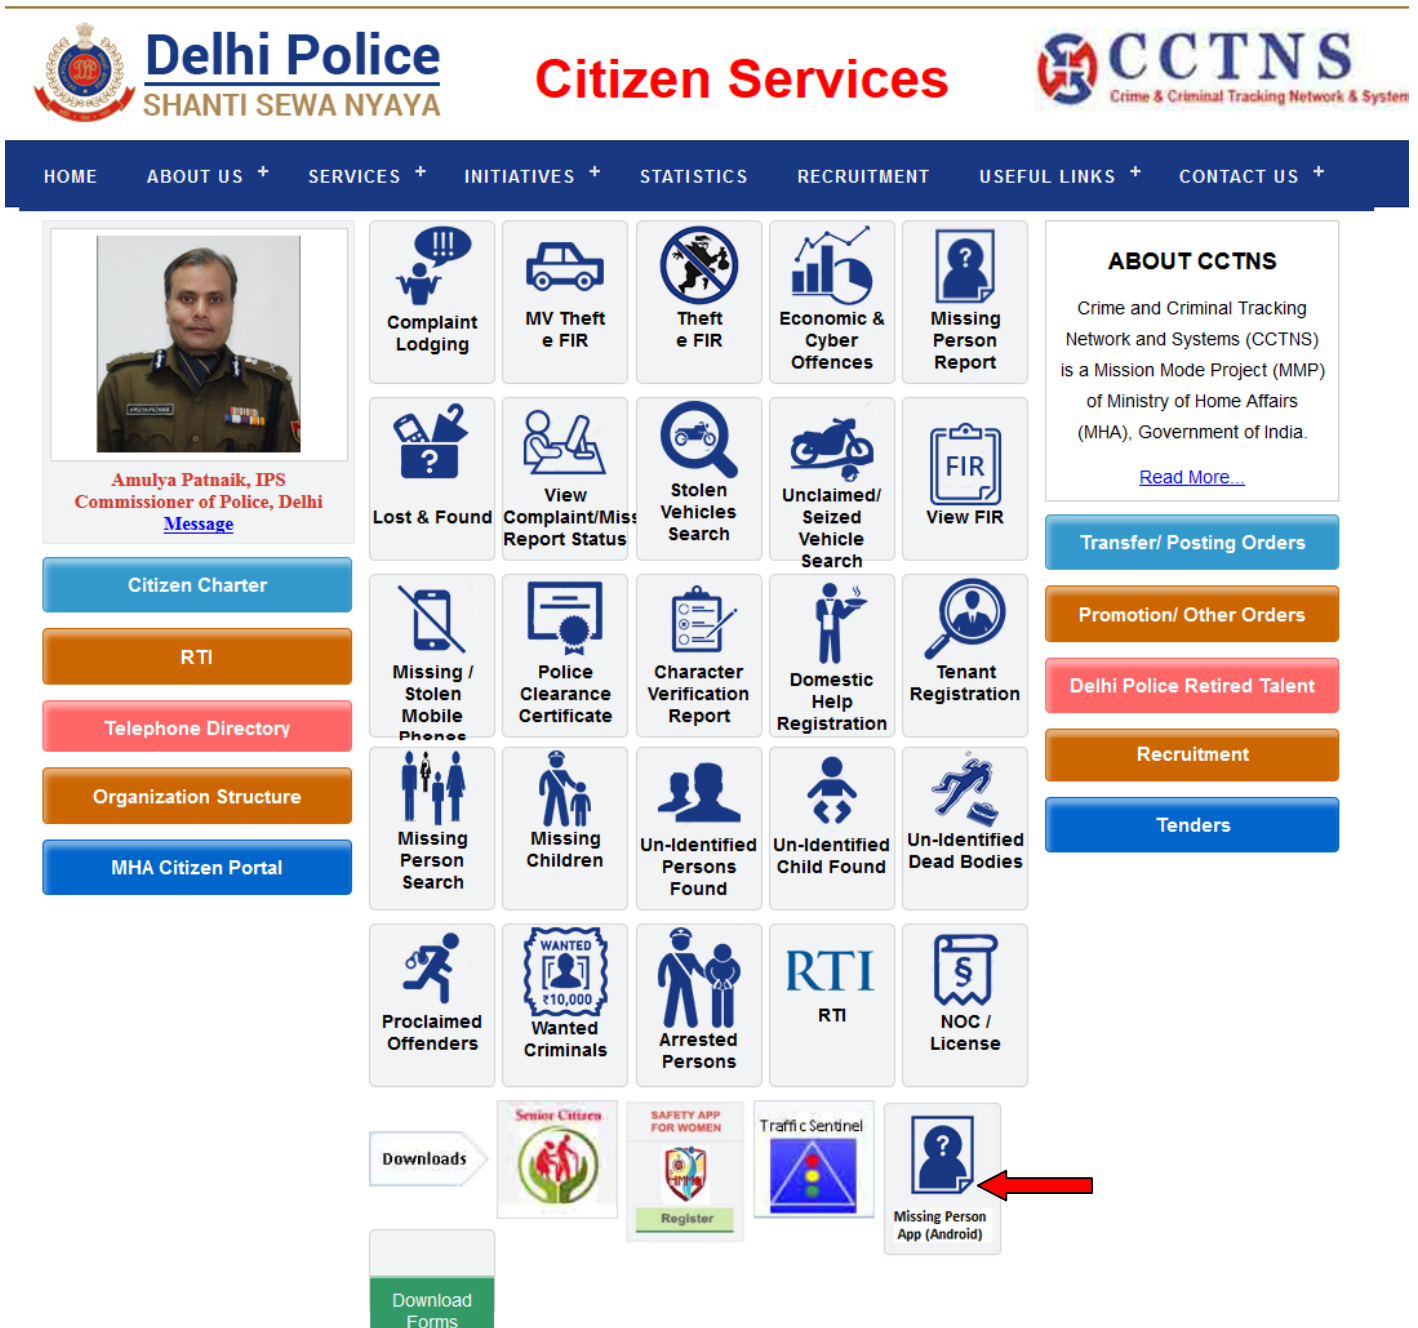 Delhi Police
SHANTI SEWA NYAYA
Citizen Services
CCTNS
Crime & Criminal Tracking Network & System
HOME
ABOUT US +
SERVICES +
INITIATIVES +
STATISTICS
RECRUITMENT
USEFUL LINKS +
CONTACT US +
Amulya Patnaik, IPS
Commissioner of Police, Delhi
Message
Citizen Charter
RTI
Telephone Directory
Organization Structure
MHA Citizen Portal
!!!
Complaint
Lodging
MV Theft
e FIR
Theft
e FIR
Economic &
Cyber
Offences
?
Missing
Person
Report
?
Lost & Found
View
Complaint/Miss
Report Status
Stolen
Vehicles
Search
Unclaimed/
Seized
Vehicle
Search
FIR
View FIR
Missing /
Stolen
Mobile
Phones
Police
Clearance
Certificate
Character
Verification
Report
Domestic
Help
Registration
Tenant
Registration
Missing
Person
Search
Missing
Children
Un-Identified
Persons
Found
Un-Identified
Child Found
Un-Identified
Dead Bodies
Proclaimed
Offenders
WANTED
₹10,000
Wanted
Criminals
Arrested
Persons
RTI
RTI
§
NOC /
License
Downloads
Senior Citizen
SAFETY APP
FOR WOMEN
Register
Traffic Sentinel
?
Missing Person
App (Android)
Download
Forms
ABOUT CCTNS
Crime and Criminal Tracking
Network and Systems (CCTNS)
is a Mission Mode Project (MMP)
of Ministry of Home Affairs
(MHA), Government of India.
Read More...
Transfer/ Posting Orders
Promotion/ Other Orders
Delhi Police Retired Talent
Recruitment
Tenders